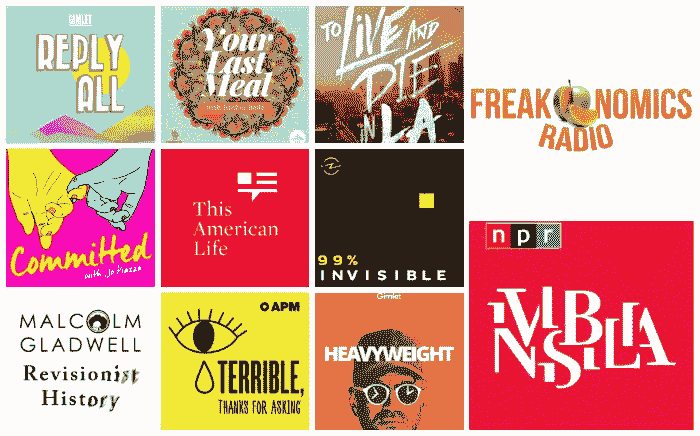 GIMLET
REPLY
ALL
Your
Last
Meal
TO
LIVE AND
DIE
IN
LA
FREAKONOMICS
RADIO
Committed
with Jo Piazza
This
American
Life
99%
INVISIBLE
npr
INVISIBILIA
MALCOLM
GLADWELL
Revisionist
History
APM
TERRIBLE,
THANKS FOR ASKING
Gimlet
HEAVYWEIGHT